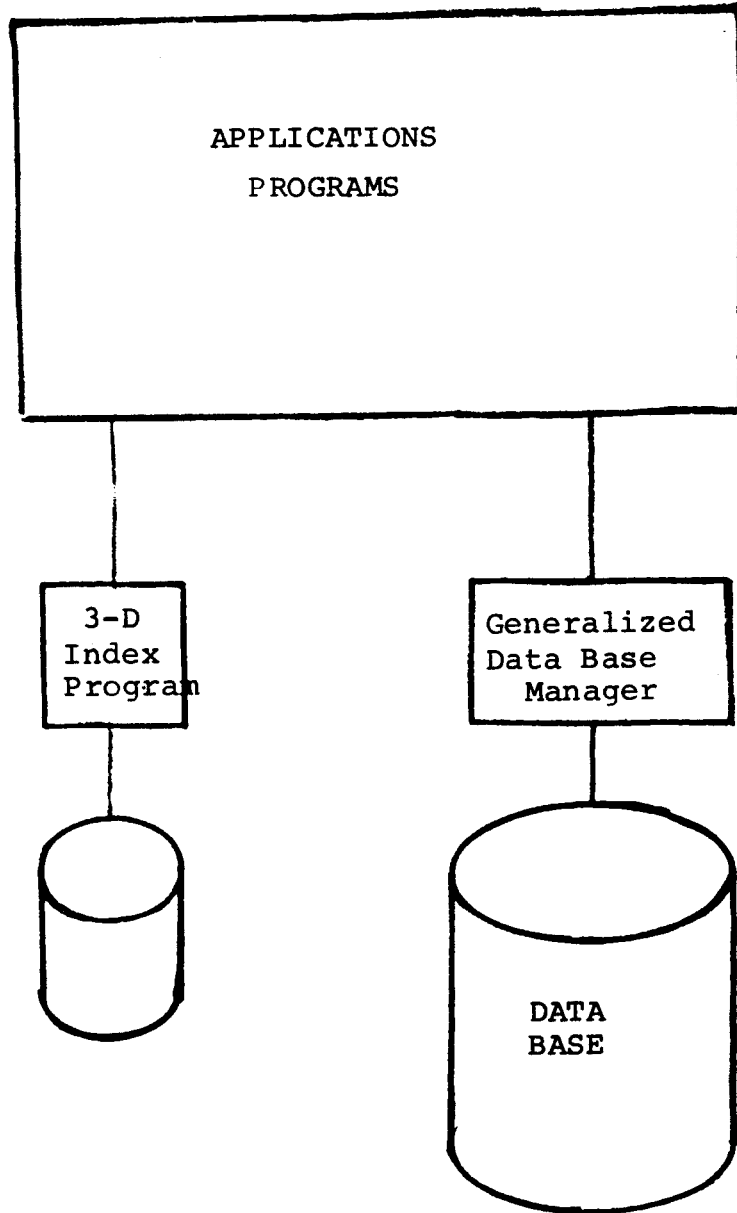 APPLICATIONS
PROGRAMS
3-D
Index
Program
Generalized
Data Base
Manager
DATA
BASE